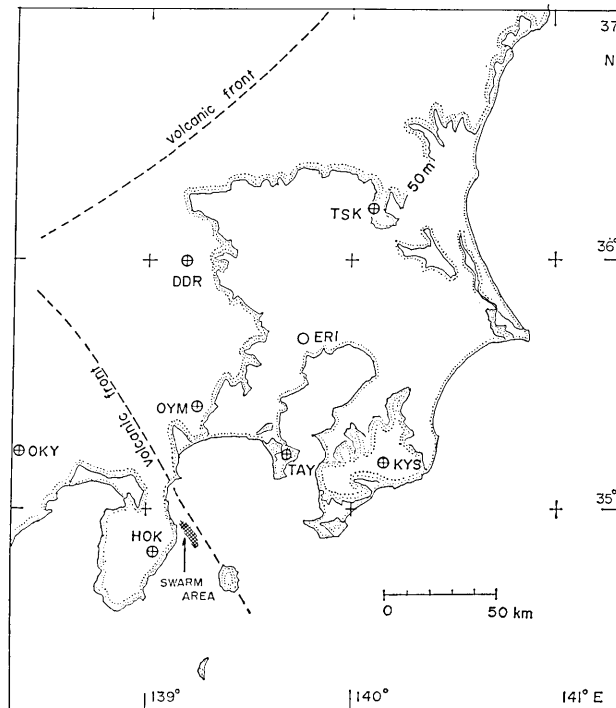 37
N
volcanic front
50m
TSK
36°
DDR
ERI
volcanic front
OYM
OKY
TAY
KYS
35°
HOK
SWARM
AREA
0 50 km
139° 140° 141° E